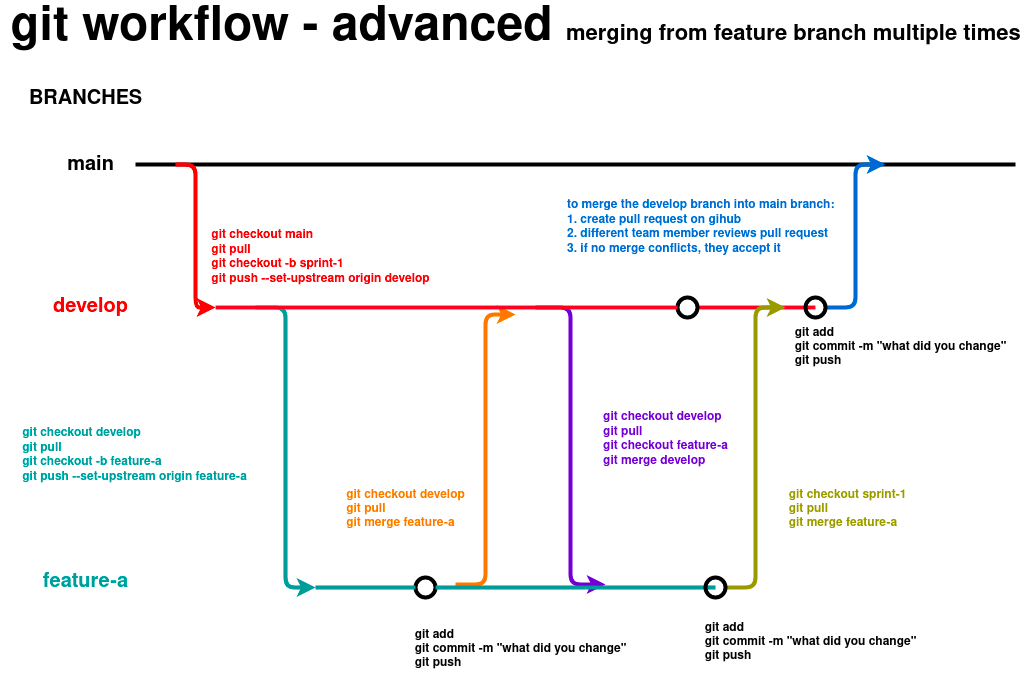 git workflow - advanced merging from feature branch multiple times
BRANCHES
main
to merge the develop branch into main branch:
1. create pull request on gihub
2. different team member reviews pull request
3. if no merge conflicts, they accept it
git checkout main
git pull
git checkout -b sprint-1
git push --set-upstream origin develop
develop
git add
git commit -m "what did you change"
git push
git checkout develop
git pull
git checkout -b feature-a
git push --set-upstream origin feature-a
git checkout develop
git pull
git merge feature-a
git checkout develop
git pull
git checkout feature-a
git merge develop
git checkout sprint-1
git pull
git merge feature-a
feature-a
git add
git commit -m "what did you change"
git push
git add
git commit -m "what did you change"
git push